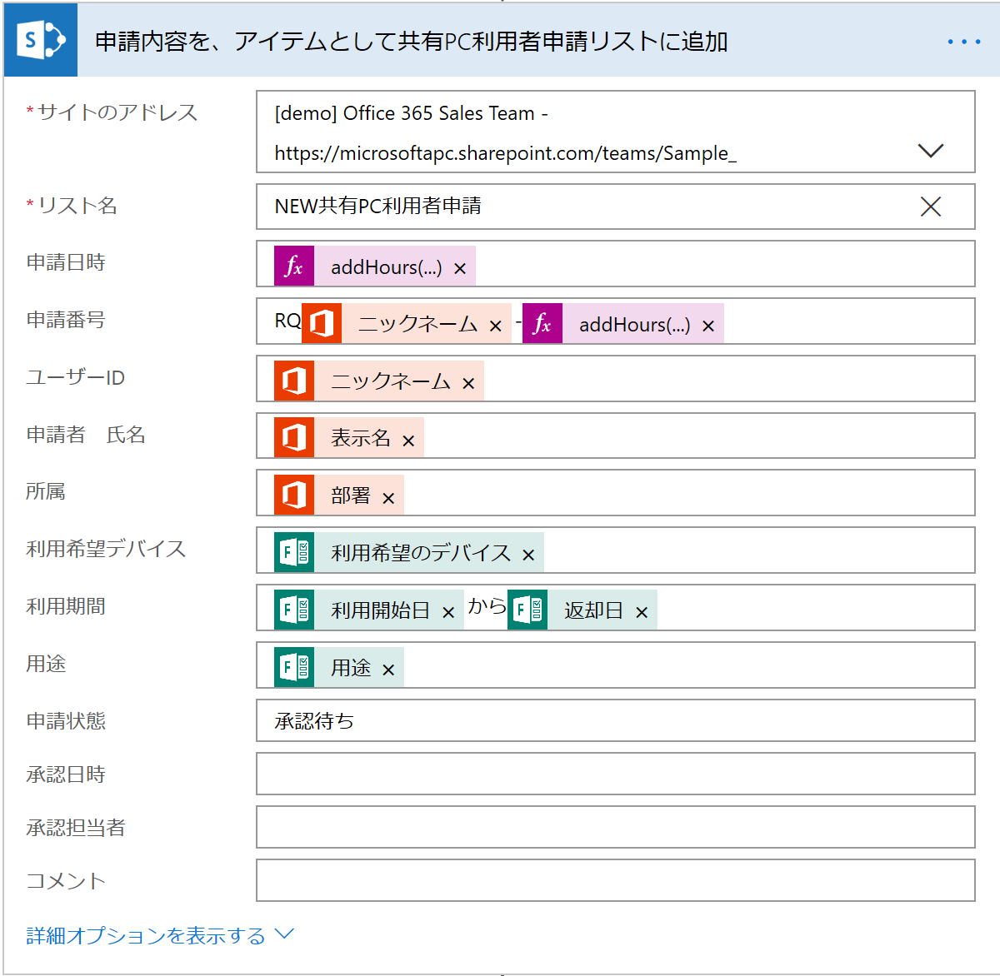 申請内容を、アイテムとして共有PC利用者申請リストに追加
* サイトのアドレス
[demo] Office 365 Sales Team -
https://microsoftapc.sharepoint.com/teams/Sample_
* リスト名
NEW共有PC利用者申請
申請日時
fx addHours(...) ×
申請番号
RQ ニックネーム × - fx addHours(...) ×
ユーザーID
ニックネーム ×
申請者　氏名
表示名 ×
所属
部署 ×
利用希望デバイス
利用希望のデバイス ×
利用期間
利用開始日 × から 返却日 ×
用途
用途 ×
申請状態
承認待ち
承認日時
承認担当者
コメント
詳細オプションを表示する